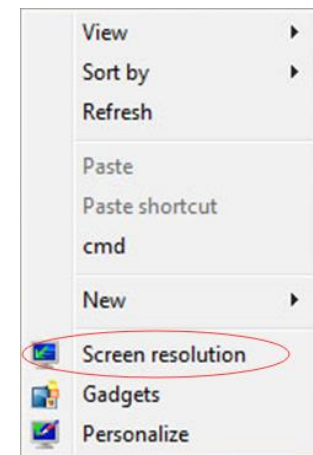 View
Sort by
Refresh
Paste
Paste shortcut
cmd
New
Screen resolution
Gadgets
Personalize